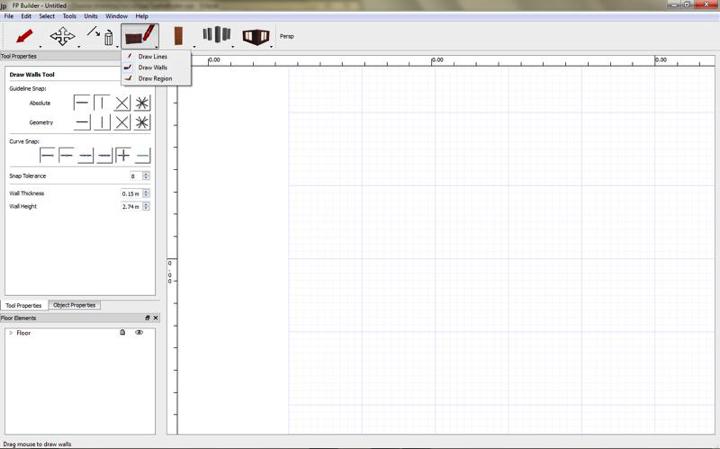 Jp FP Builder - Untitled
File Edit Select Tools Units Window Help
Persp
Draw Lines
Draw Walls
Draw Region
Tool Properties
Draw Walls Tool
Guideline Snap:
Absolute
Geometry
Curve Snap:
Snap Tolerance 8
Wall Thickness 0.15 m
Wall Height 2.74 m
0.00 0.00 0.00
Tool Properties Object Properties
Floor Elements
Floor
Drag mouse to draw walls